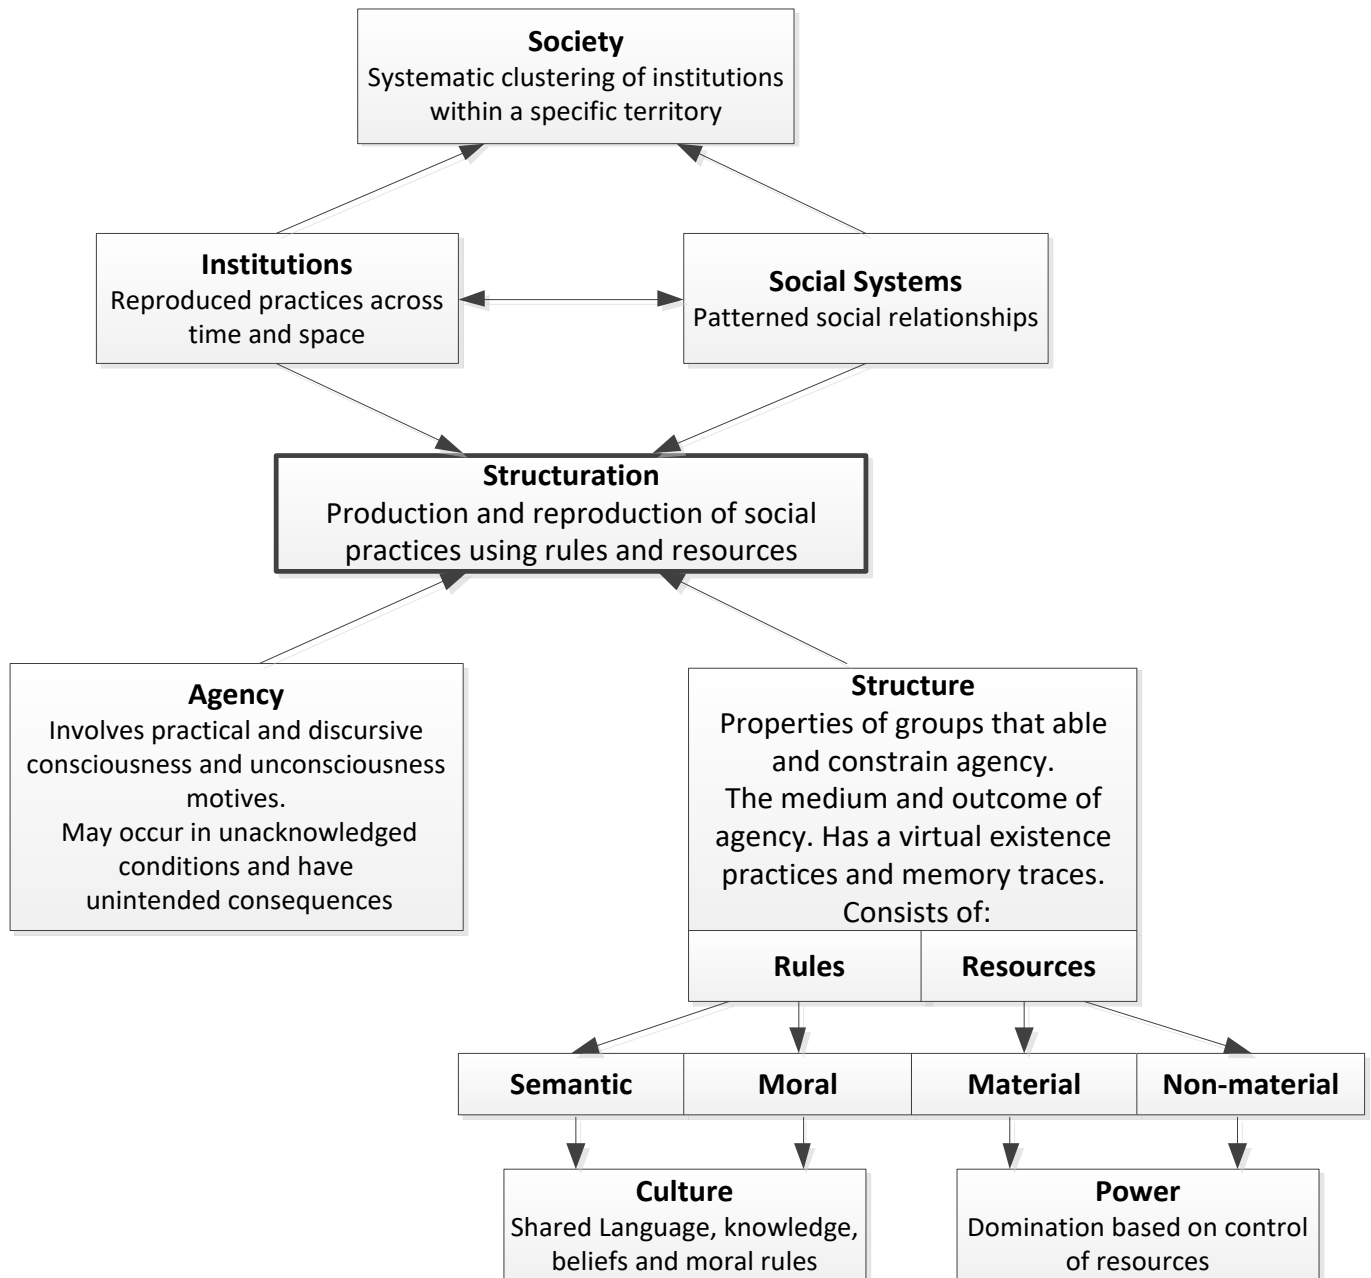 Society
Systematic clustering of institutions
within a specific territory
Institutions
Reproduced practices across
time and space
Social Systems
Patterned social relationships
Structuration
Production and reproduction of social
practices using rules and resources
Agency
Involves practical and discursive
consciousness and unconsciousness
motives.
May occur in unacknowledged
conditions and have
unintended consequences
Structure
Properties of groups that able
and constrain agency.
The medium and outcome of
agency. Has a virtual existence
practices and memory traces.
Consists of:
Rules
Resources
Semantic
Moral
Material
Non-material
Culture
Shared Language, knowledge,
beliefs and moral rules
Power
Domination based on control
of resources